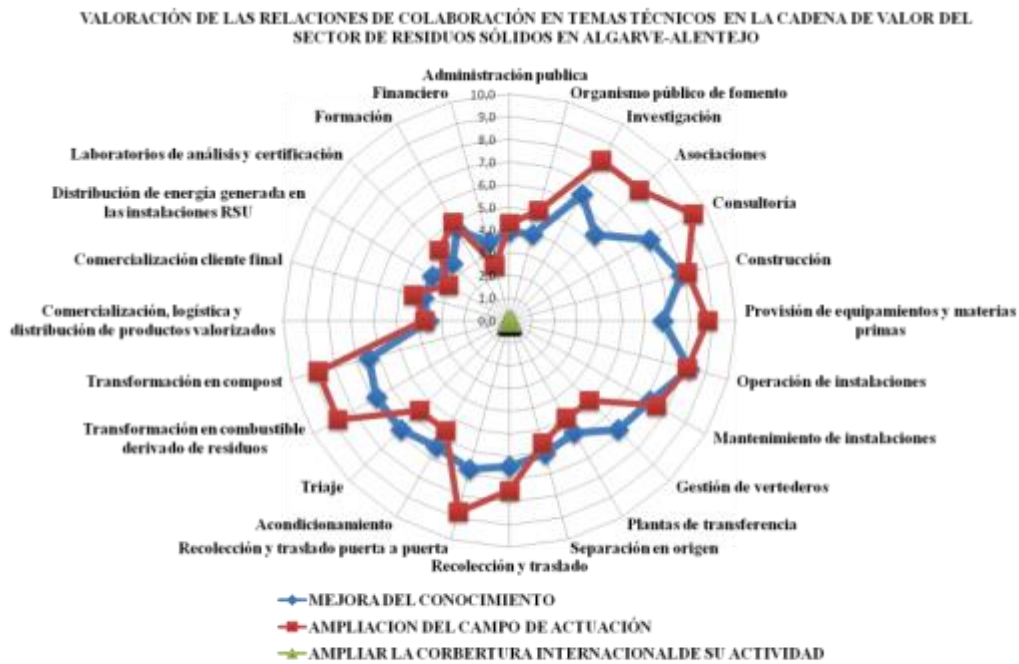 VALORACIÓN DE LAS RELACIONES DE COLABORACIÓN EN TEMAS TÉCNICOS EN LA CADENA DE VALOR DEL
SECTOR DE RESIDUOS SÓLIDOS EN ALGARVE-ALENTEJO
Administración publica
Organismo público de fomento
Investigación
Asociaciones
Consultoría
Construcción
Provisión de equipamientos y materias
primas
Operación de instalaciones
Mantenimiento de instalaciones
Gestión de vertederos
Plantas de transferencia
Separación en origen
Recolección y traslado
Recolección y traslado puerta a puerta
Acondicionamiento
Triaje
Transformación en combustible
derivado de residuos
Transformación en compost
Comercialización, logística y
distribución de productos valorizados
Comercialización cliente final
Distribución de energía generada en
las instalaciones RSU
Laboratorios de análisis y certificación
Formación
Financiero
10,0
9,0
8,0
7,0
6,0
5,0
4,0
3,0
2,0
1,0
0,0
MEJORA DEL CONOCIMIENTO
AMPLIACION DEL CAMPO DE ACTUACIÓN
AMPLIAR LA CORBERTURA INTERNACIONAL DE SU ACTIVIDAD